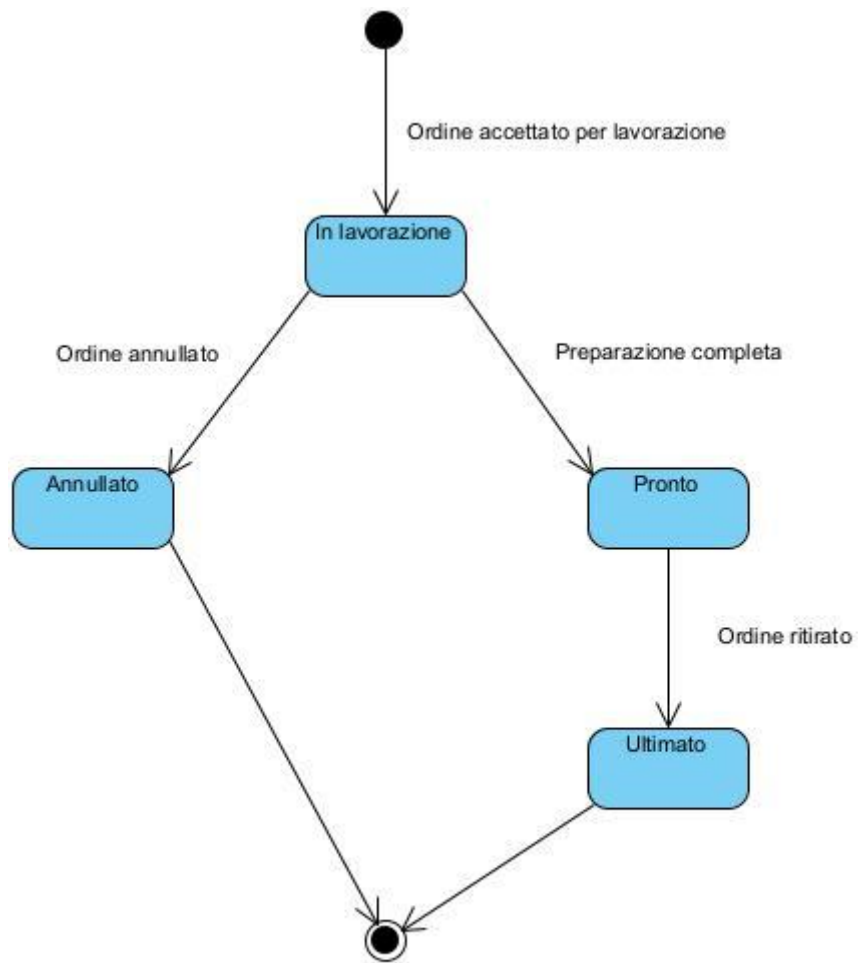 Ordine accettato per lavorazione
In lavorazione
Ordine annullato
Preparazione completa
Annullato
Pronto
Ordine ritirato
Ultimato